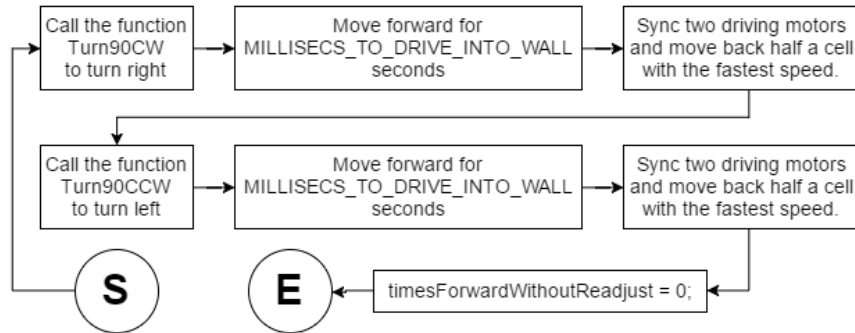 Call the function
Turn90CW
to turn right
Move forward for
MILLISECS_TO_DRIVE_INTO_WALL
seconds
Sync two driving motors
and move back half a cell
with the fastest speed.
Call the function
Turn90CCW
to turn left
Move forward for
MILLISECS_TO_DRIVE_INTO_WALL
seconds
Sync two driving motors
and move back half a cell
with the fastest speed.
S
E
timesForwardWithoutReadjust = 0;